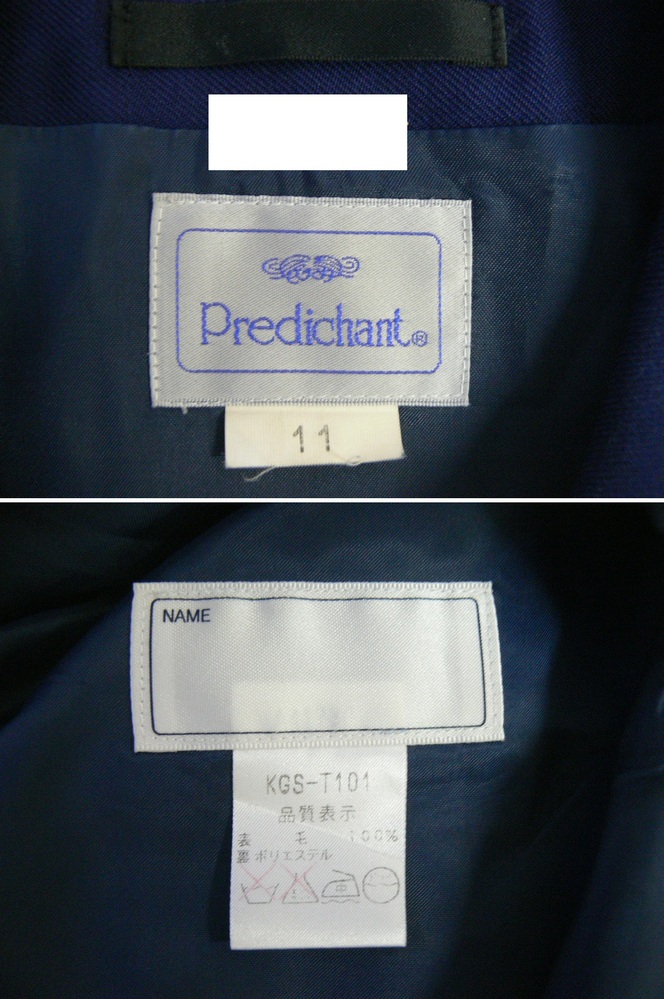 Predichant®
11
NAME
KGS-T101
品質表示
表 毛 100%
裏 ポリエステル